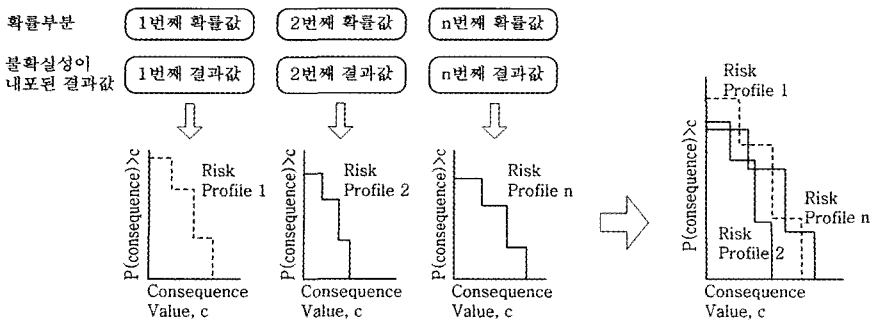 확률부분
1번째 확률값
2번째 확률값
n번째 확률값
불확실성이
내포된 결과값
1번째 결과값
2번째 결과값
n번째 결과값
P(consequence)>c
Risk
Profile 1
Consequence
Value, c
P(consequence)>c
Risk
Profile 2
Consequence
Value, c
P(consequence)>c
Risk
Profile n
Consequence
Value, c
P(consequence)>c
Risk
Profile 1
Risk
Profile n
Risk
Profile 2
Consequence
Value, c